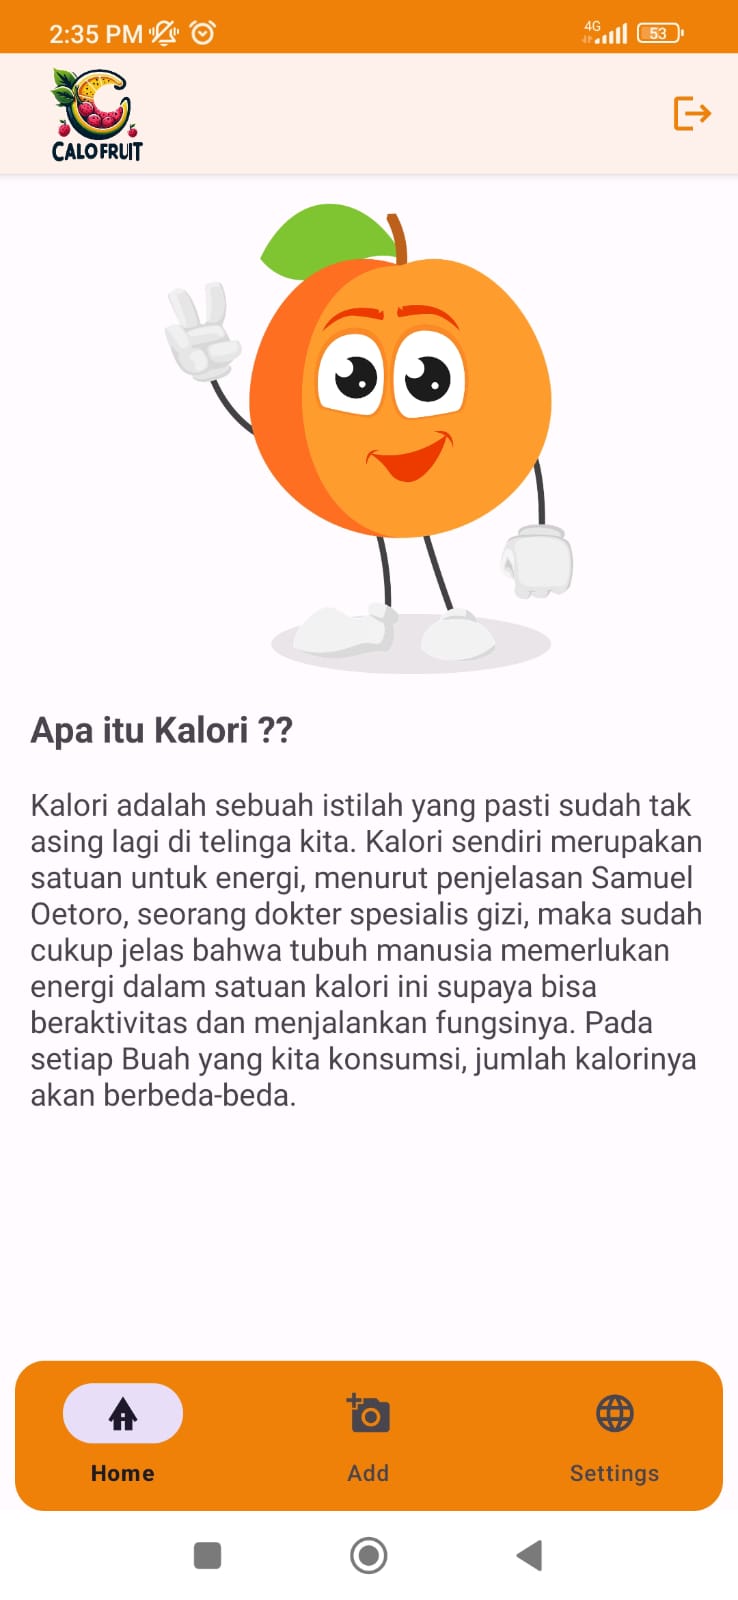 2:35 PM
4G
53
CALOFRUIT
Apa itu Kalori ??
Kalori adalah sebuah istilah yang pasti sudah tak
asing lagi di telinga kita. Kalori sendiri merupakan
satuan untuk energi, menurut penjelasan Samuel
Oetoro, seorang dokter spesialis gizi, maka sudah
cukup jelas bahwa tubuh manusia memerlukan
energi dalam satuan kalori ini supaya bisa
beraktivitas dan menjalankan fungsinya. Pada
setiap Buah yang kita konsumsi, jumlah kalorinya
akan berbeda-beda.
Home
Add
Settings